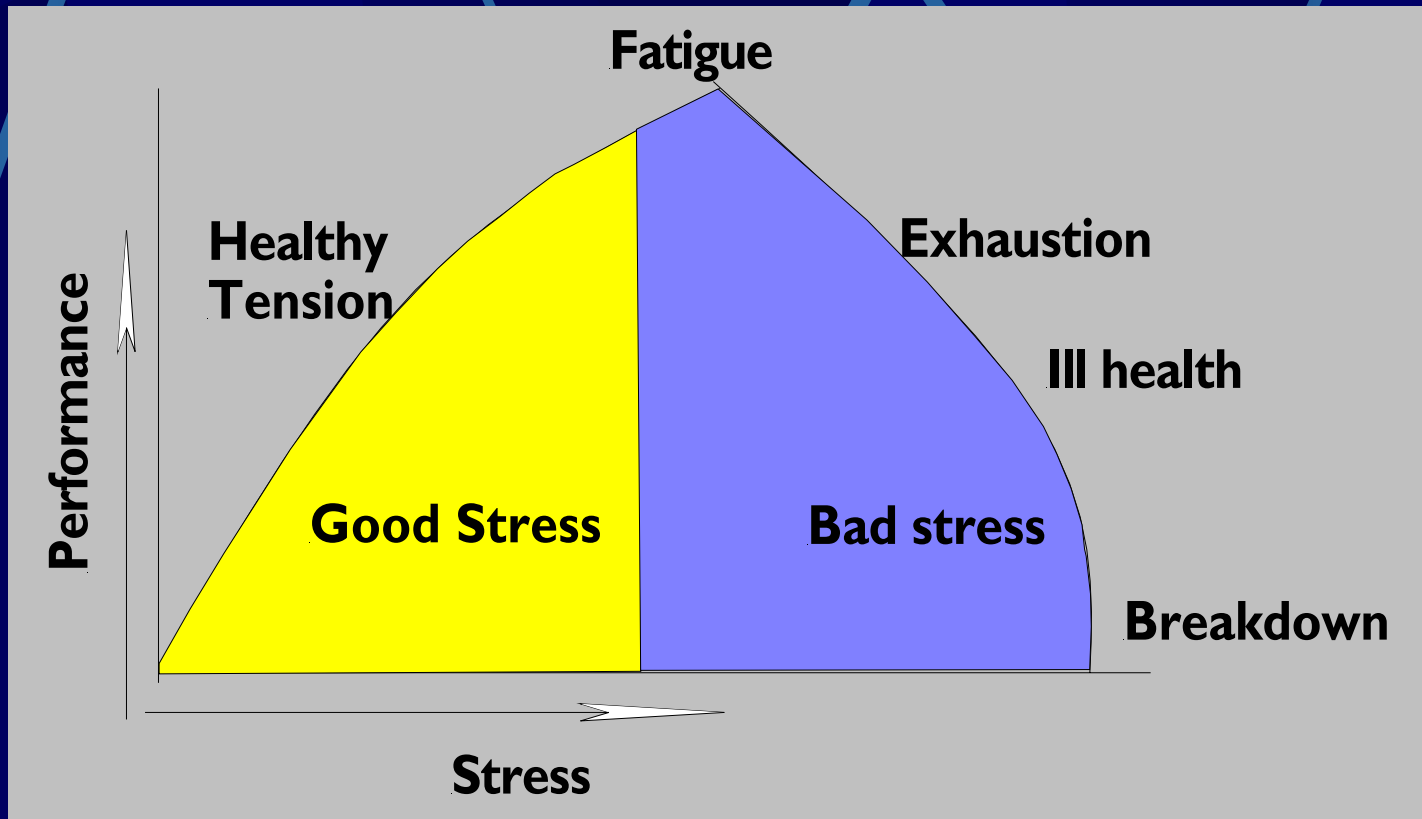 Fatigue
Healthy
Tension
Exhaustion
Ill health
Performance
Good Stress
Bad stress
Breakdown
Stress